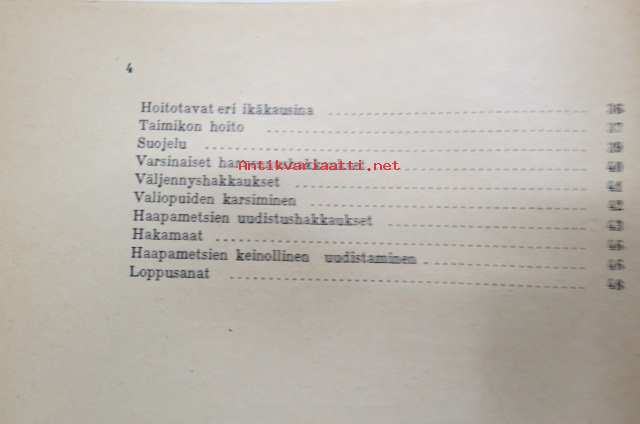 4
Hoitotavat eri ikäkausina 36
Taimikon hoito 37
Suojelu 39
Varsinaiset 40
Antikvariaatti.net
Väljennyshakkaukset 41
Valiopuiden karsiminen 42
Haapametsien uudistushakkaukset 43
Hakamaat 46
Haapametsien keinollinen uudistaminen 46
Loppusanat 48